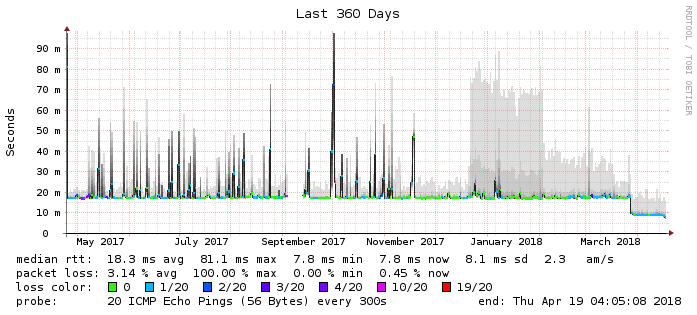 Last 360 Days
RRDTOOL / TOBI OETIKER
Seconds
90 m
80 m
70 m
60 m
50 m
40 m
30 m
20 m
10 m
0
May 2017 July 2017 September 2017 November 2017 January 2018 March 2018
median rtt: 18.3 ms avg 81.1 ms max 7.8 ms min 7.8 ms now 8.1 ms sd 2.3 am/s
packet loss: 3.14 % avg 100.00 % max 0.00 % min 0.45 % now
loss color: 0 1/20 2/20 3/20 4/20 10/20 19/20
probe: 20 ICMP Echo Pings (56 Bytes) every 300s end: Thu Apr 19 04:05:08 2018